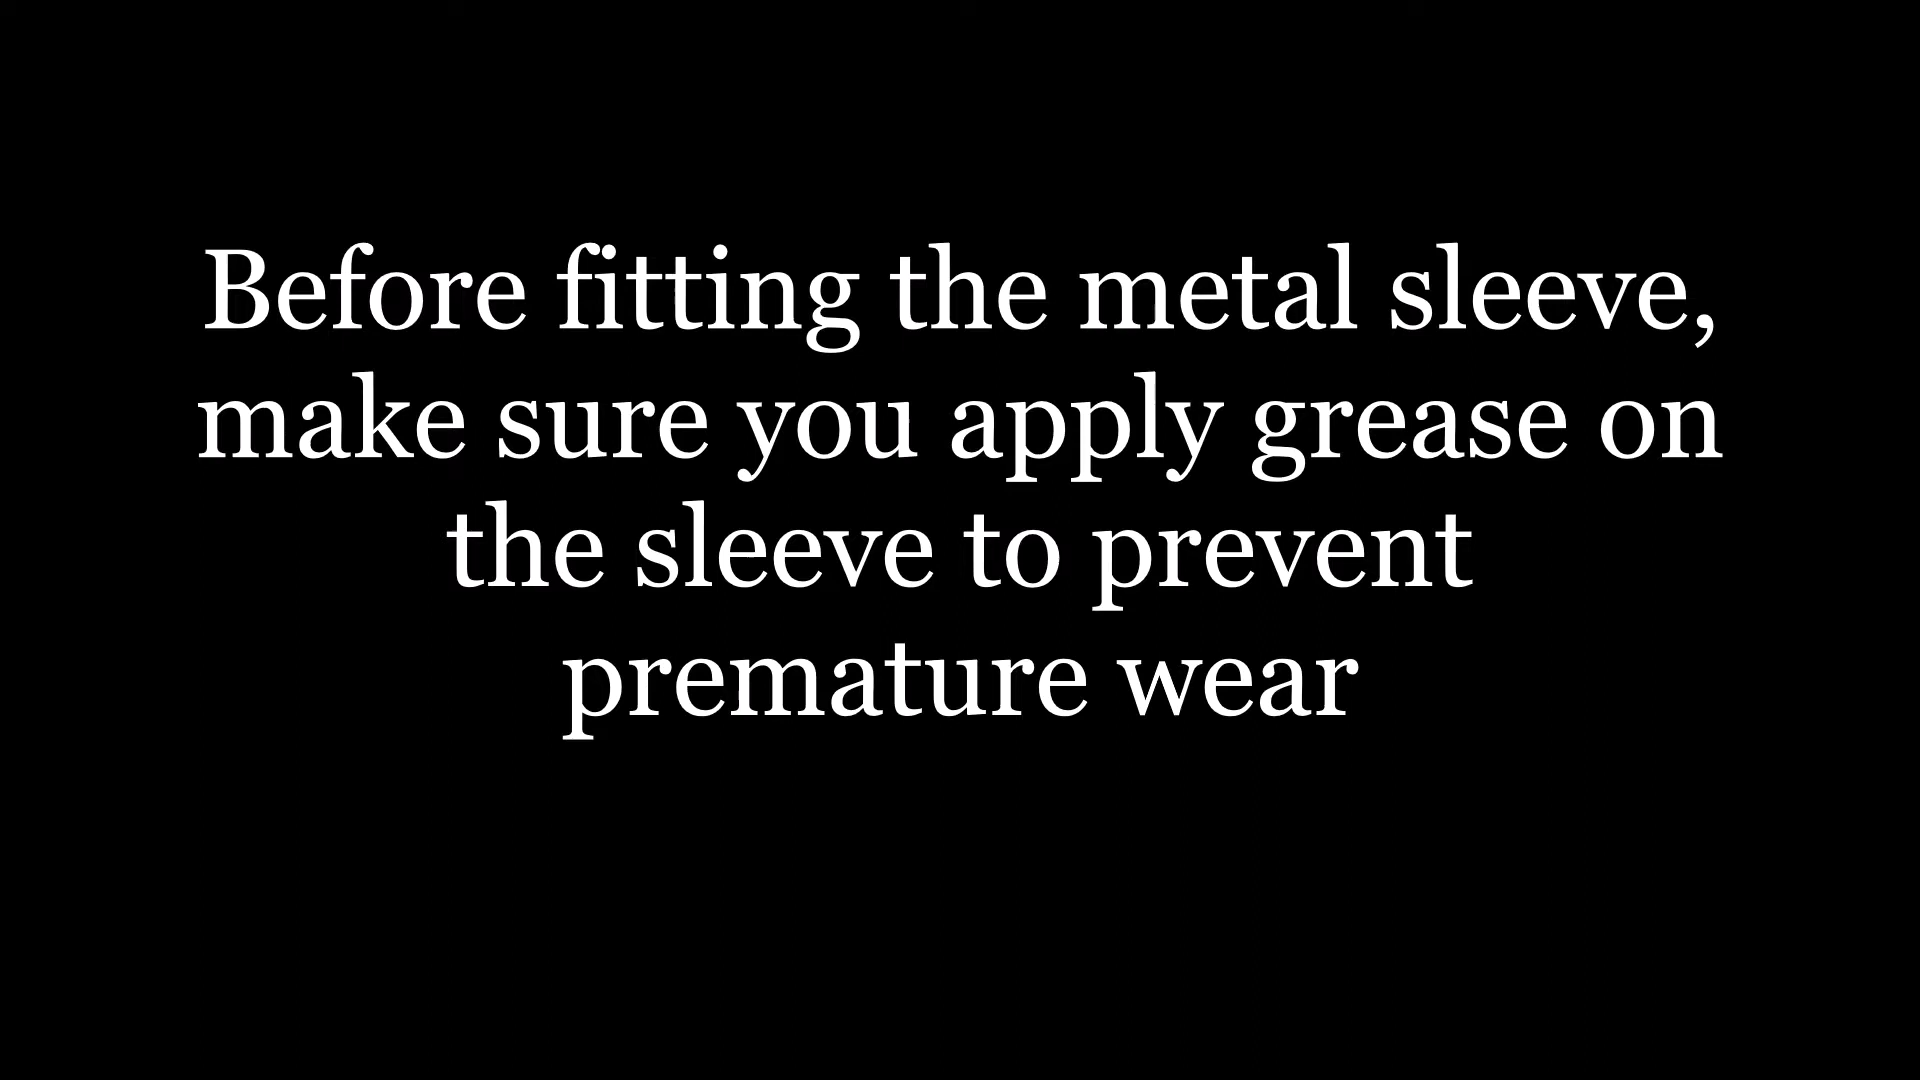 Before fitting the metal sleeve,
make sure you apply grease on
the sleeve to prevent
premature wear